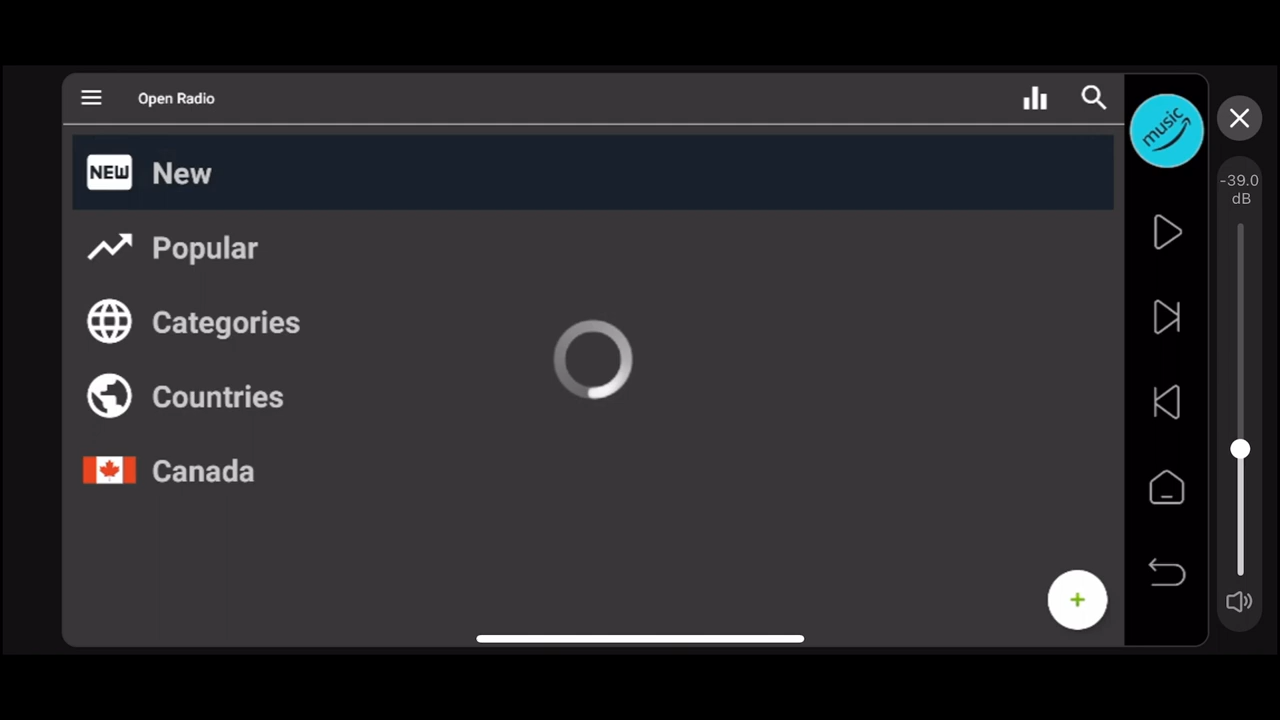 Open Radio
music
-39.0
dB
NEW New
Popular
Categories
Countries
Canada